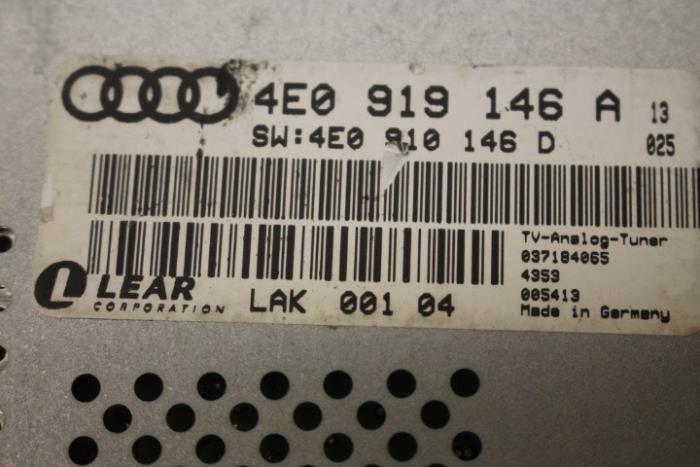 4E0 919 146 A 13
SW:4E0 910 146 D 025
TV-Analog-Tuner
037184065
4353
005413
Made in Germany
L LEAR
CORPORATION
LAK 001 04